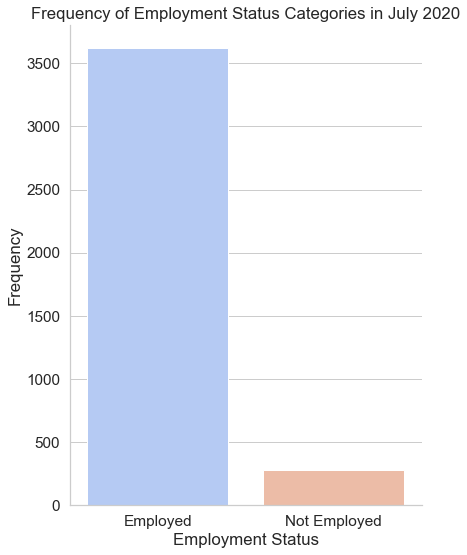 Frequency of Employment Status Categories in July 2020
3500
3000
2500
2000
1500
1000
500
0
Frequency
Employed
Not Employed
Employment Status